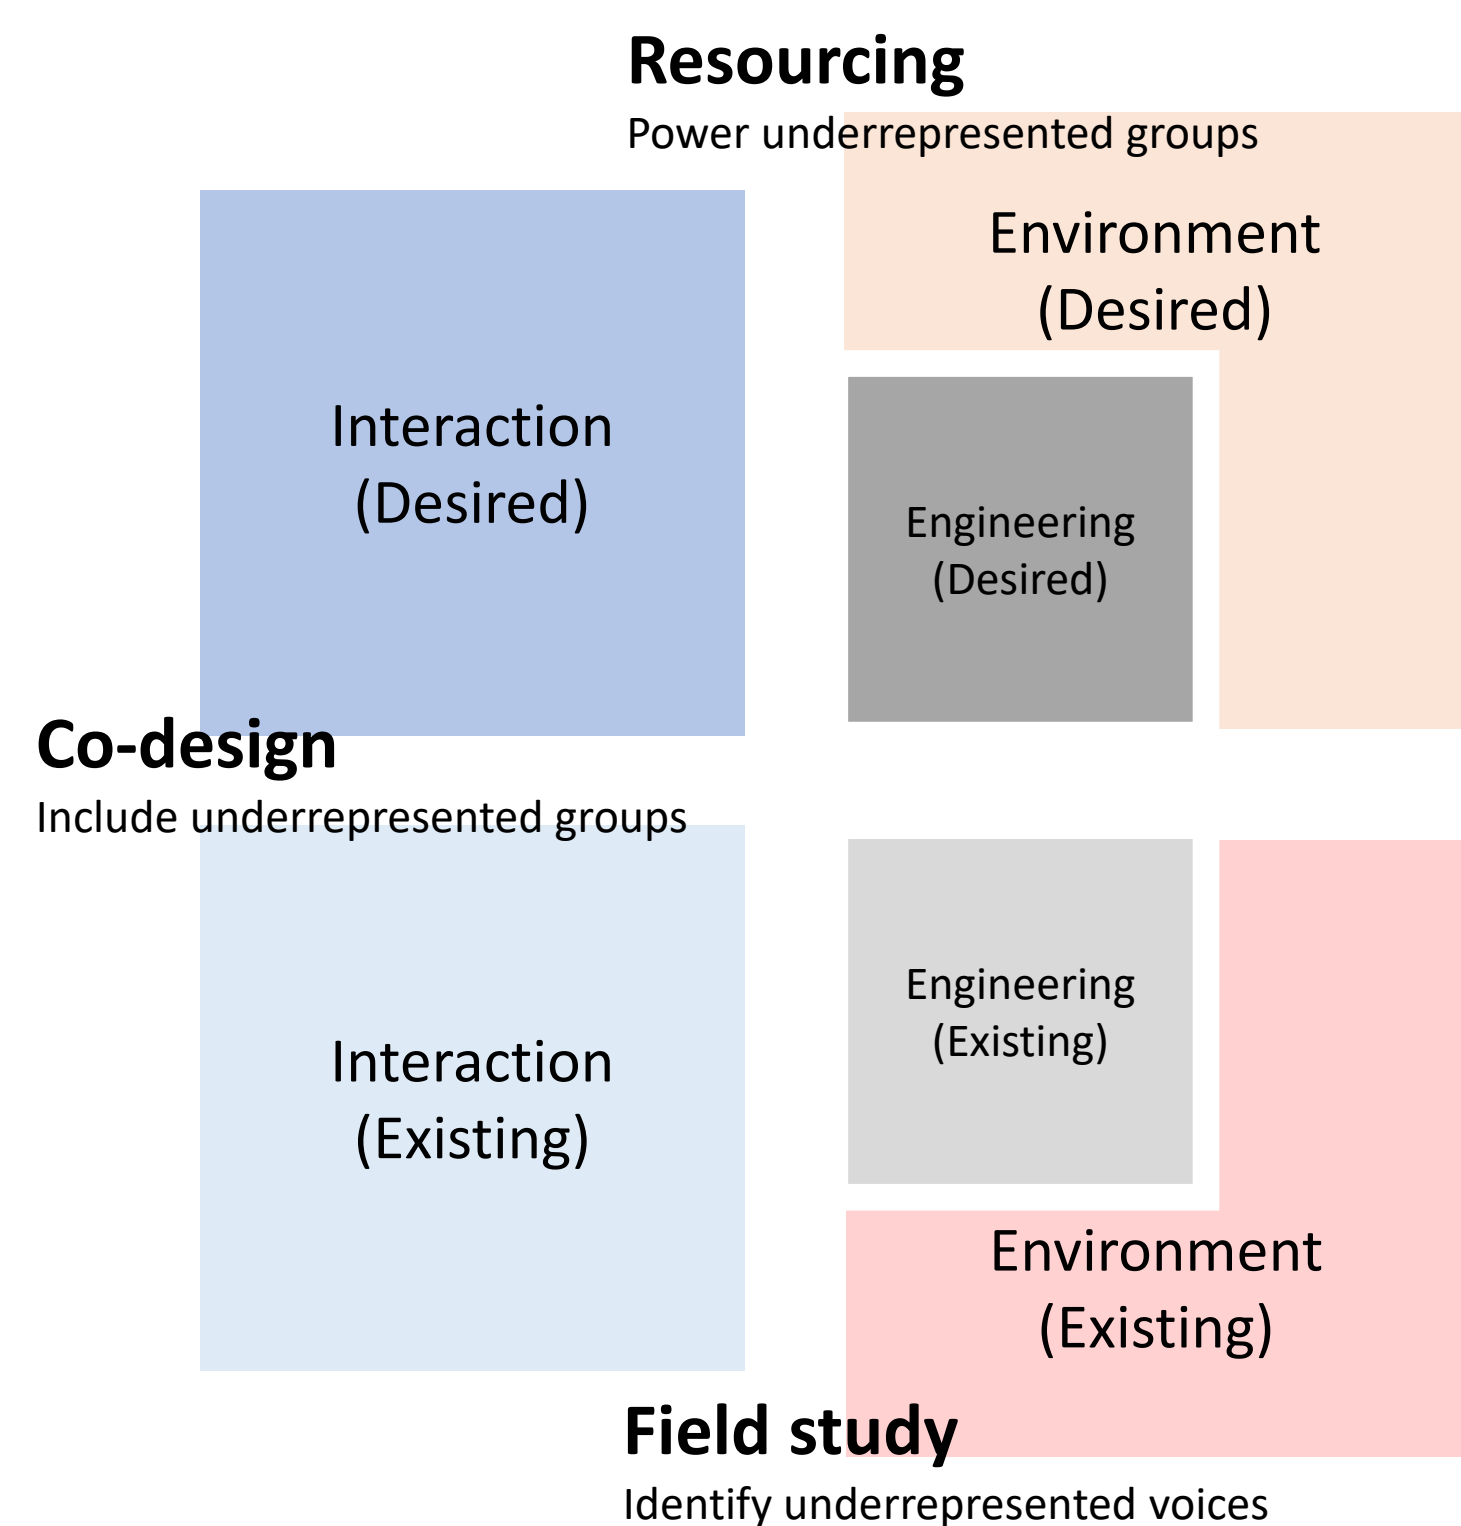 Resourcing
Power underrepresented groups
Environment
(Desired)
Interaction
(Desired)
Engineering
(Desired)
Co-design
Include underrepresented groups
Engineering
(Existing)
Interaction
(Existing)
Environment
(Existing)
Field study
Identify underrepresented voices